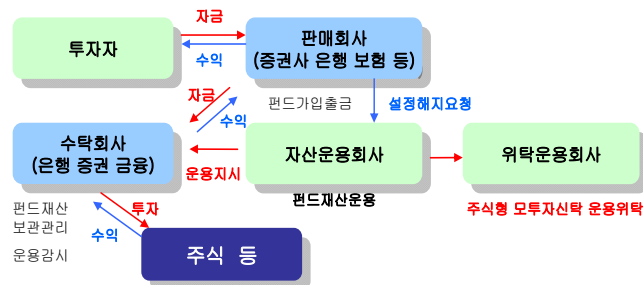 자금
투자자
판매회사
(증권사 은행 보험 등)
수익
자금
펀드가입출금
설정해지요청
수익
수탁회사
(은행 증권 금융)
자산운용회사
위탁운용회사
운용지시
펀드재산운용
펀드재산
보관관리
운용감시
투자
수익
주식형 모투자신탁 운용위탁
주식 등